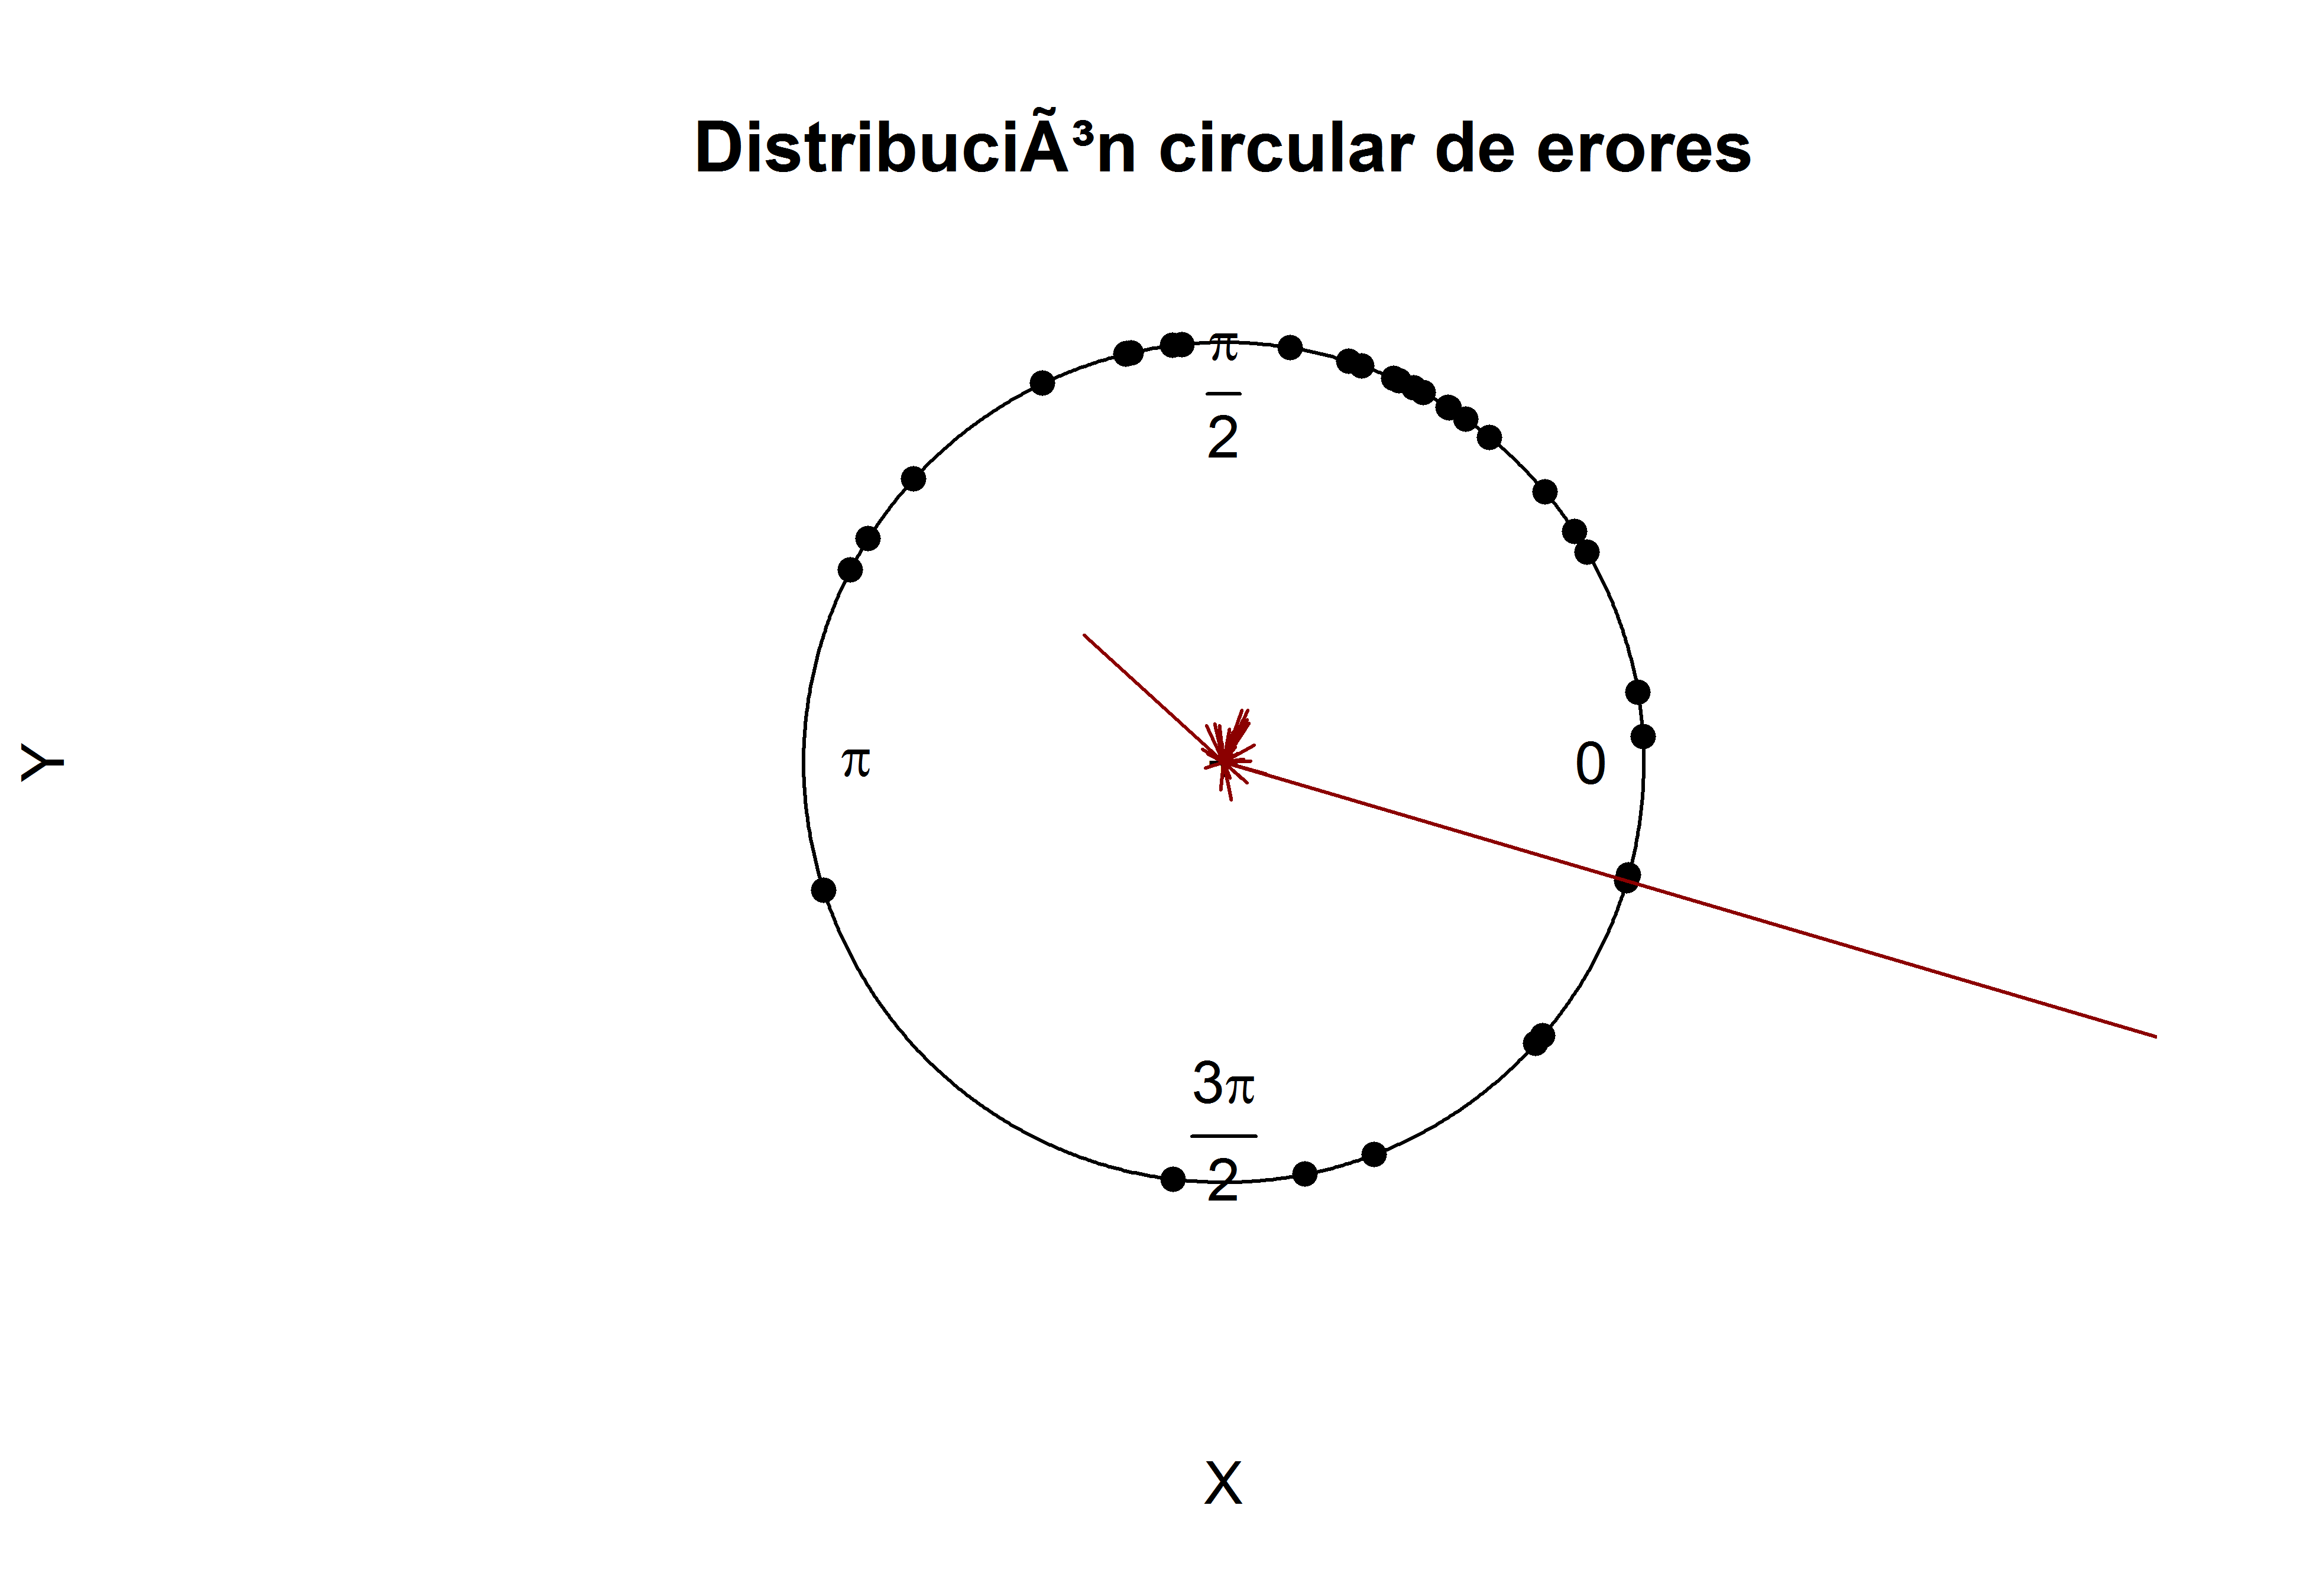 DistribuciÃ³n circular de erores
π
2
Y
π
0
3π
2
X